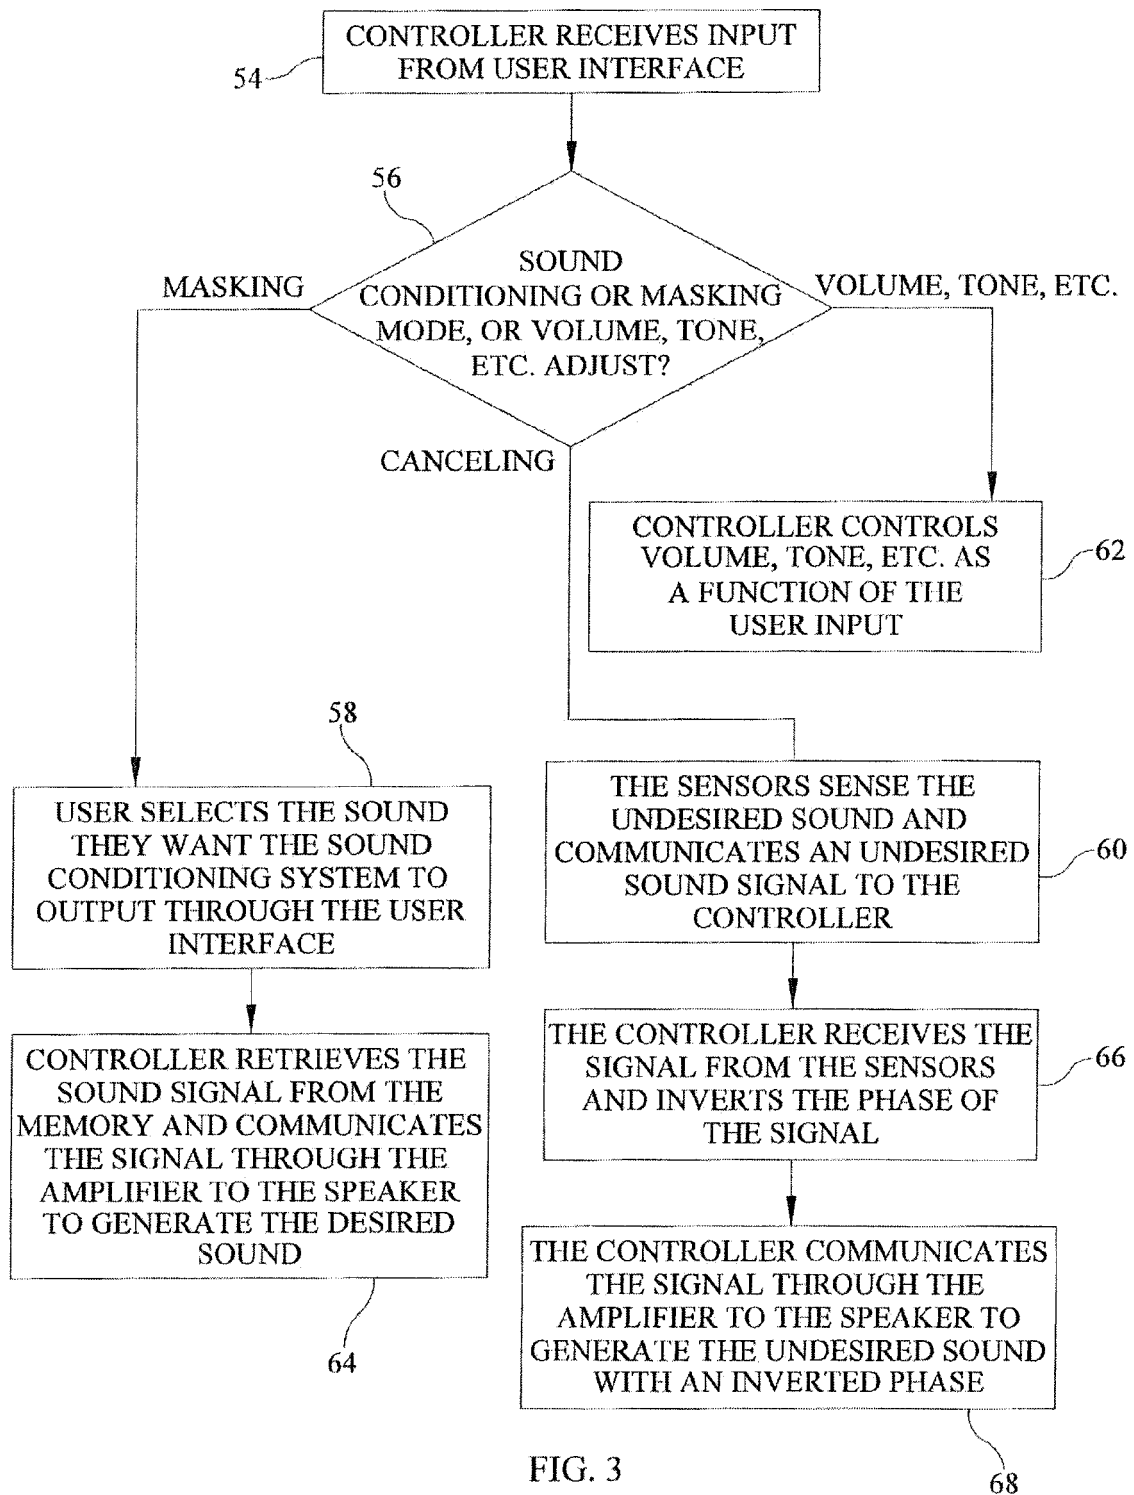 CONTROLLER RECEIVES INPUT
FROM USER INTERFACE
54
56
SOUND
CONDITIONING OR MASKING
MODE, OR VOLUME, TONE,
ETC. ADJUST?
MASKING
VOLUME, TONE, ETC.
CANCELING
CONTROLLER CONTROLS
VOLUME, TONE, ETC. AS
A FUNCTION OF THE
USER INPUT
62
58
USER SELECTS THE SOUND
THEY WANT THE SOUND
CONDITIONING SYSTEM TO
OUTPUT THROUGH THE USER
INTERFACE
THE SENSORS SENSE THE
UNDESIRED SOUND AND
COMMUNICATES AN UNDESIRED
SOUND SIGNAL TO THE
CONTROLLER
60
CONTROLLER RETRIEVES THE
SOUND SIGNAL FROM THE
MEMORY AND COMMUNICATES
THE SIGNAL THROUGH THE
AMPLIFIER TO THE SPEAKER
TO GENERATE THE DESIRED
SOUND
64
THE CONTROLLER RECEIVES THE
SIGNAL FROM THE SENSORS
AND INVERTS THE PHASE OF
THE SIGNAL
66
THE CONTROLLER COMMUNICATES
THE SIGNAL THROUGH THE
AMPLIFIER TO THE SPEAKER TO
GENERATE THE UNDESIRED SOUND
WITH AN INVERTED PHASE
68
FIG. 3